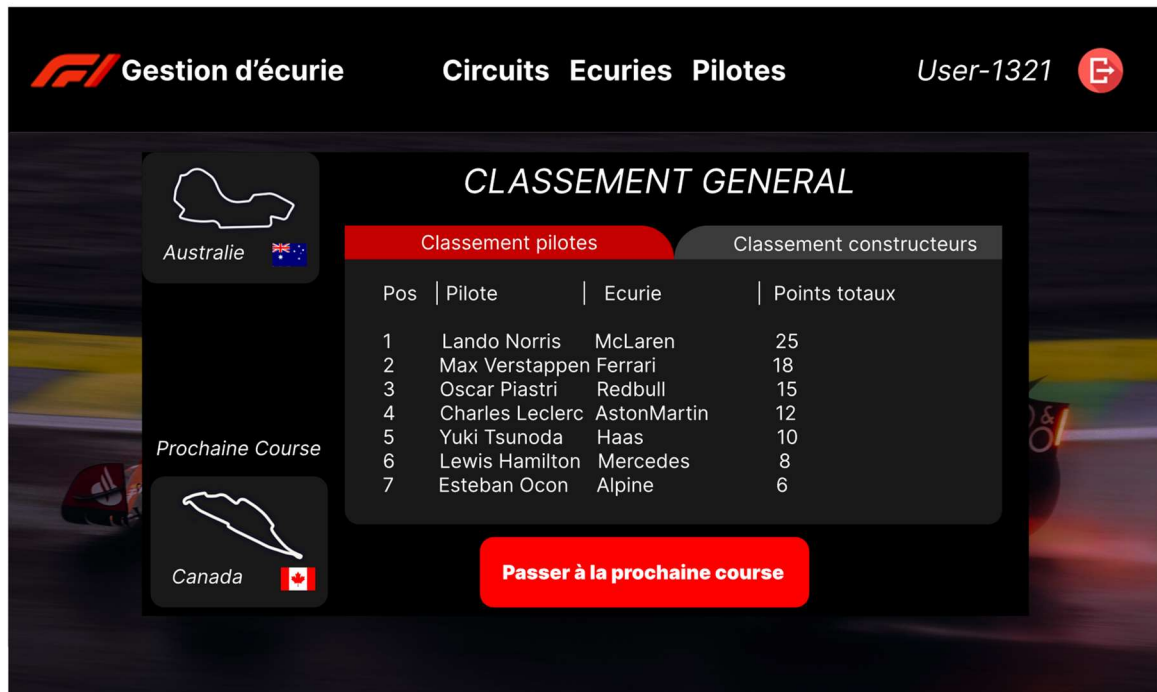 Gestion d'écurie Circuits Ecuries Pilotes User-1321
CLASSEMENT GENERAL
Australie
Classement pilotes Classement constructeurs
Pos Pilote Ecurie Points totaux
1 Lando Norris McLaren 25
2 Max Verstappen Ferrari 18
3 Oscar Piastri Redbull 15
4 Charles Leclerc AstonMartin 12
5 Yuki Tsunoda Haas 10
6 Lewis Hamilton Mercedes 8
7 Esteban Ocon Alpine 6
Prochaine Course
Canada
Passer à la prochaine course